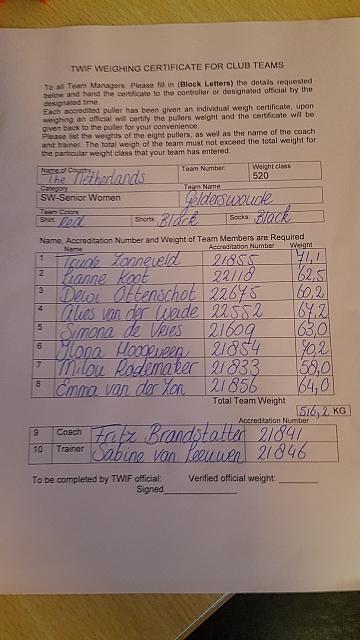 TWIF WEIGHING CERTIFICATE FOR CLUB TEAMS
To all Team Managers: Please fill in (Block Letters) the details requested
below and hand the certificate to the controller or designated official by the
designated time.
Each accredited puller has been given an individual weigh certificate, upon
weighing an official will certify the pullers weight and the certificate will be
given back to the puller for your convenience.
Please list the weights of the eight pullers, as well as the name of the coach
and trainer. The total weigh of the team must not exceed the total weight for
the particular weight class that your team has entered.
Name of Country Team Number: Weight class
The Netherlands 520
Category Team Name
SW-Senior Women Gelderswoude
Team Colors
Shirt: Red Shorts: Black Socks: Black
Name, Accreditation Number and Weight of Team Members are Required
Name Accreditation Number Weight
1 Trude Zonneveld 21855 71,1
2 Lianne Koot 22118 62,5
3 Dewi Ottenschot 22675 60,2
4 Alies van der Weide 22552 67,2
5 Simona de Vries 21609 63,0
6 Ilona Hoogeveen 21854 70,2
7 Milou Rademaker 21833 58,0
8 Emma van der Zon 21856 64,0
Total Team Weight
516,2 KG
Accreditation Number
9 Coach Fritz Brandstatter 21841
10 Trainer Sabine van Leeuwen 21846
To be completed by TWIF official: Verified official weight:
Signed